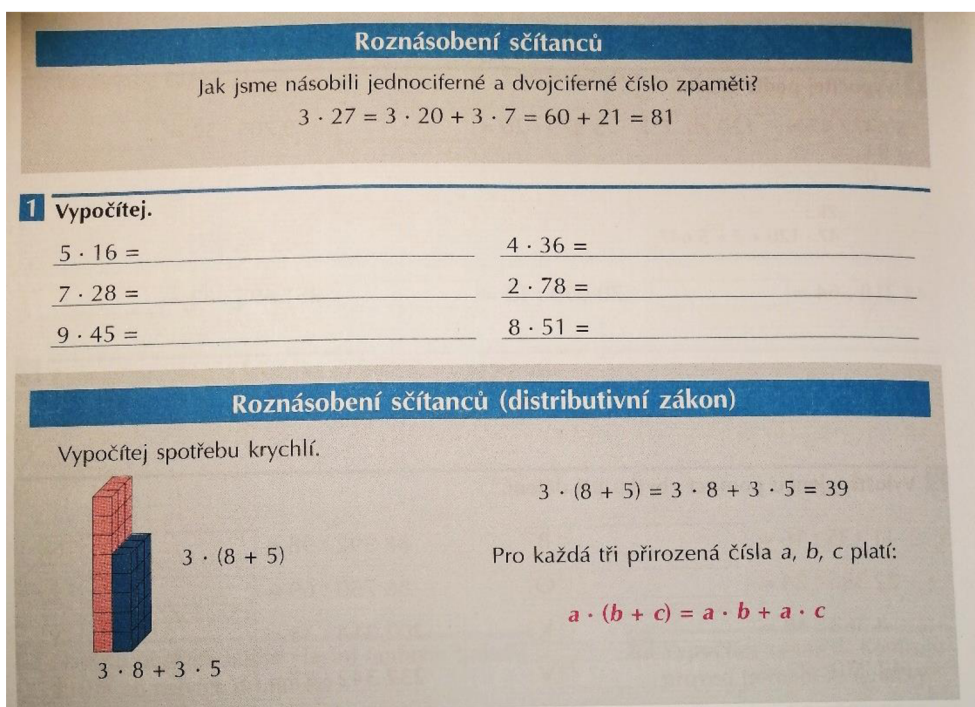 Roznásobení sčítanců
Jak jsme násobili jednociferné a dvojciferné číslo zpaměti?
3 · 27 = 3 · 20 + 3 · 7 = 60 + 21 = 81
1 Vypočítej.
5 · 16 =
4 · 36 =
7 · 28 =
2 · 78 =
9 · 45 =
8 · 51 =
Roznásobení sčítanců (distributivní zákon)
Vypočítej spotřebu krychlí.
3 · (8 + 5) = 3 · 8 + 3 · 5 = 39
3 · (8 + 5)
Pro každá tři přirozená čísla a, b, c platí:
a · (b + c) = a · b + a · c
3 · 8 + 3 · 5